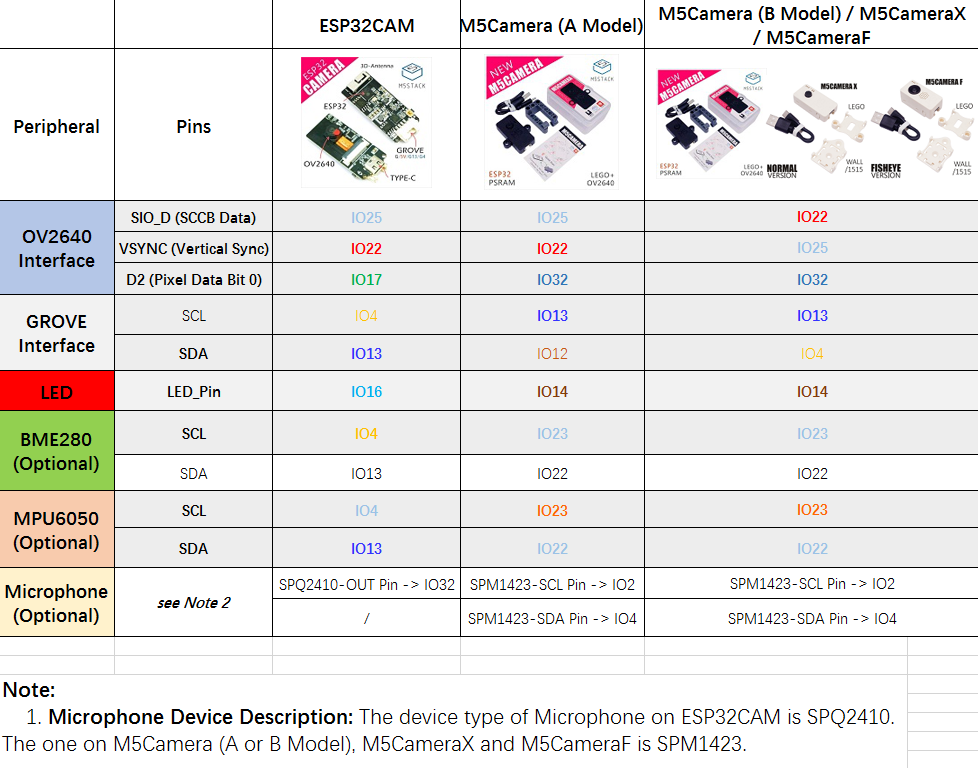 ESP32CAM
M5Camera (A Model)
M5Camera (B Model) / M5CameraX
/ M5CameraF
Peripheral
Pins
ESP32
CAMERA
3D-Antenna
M5STACK
ESP32
OV2640
GROVE
TYPE-C
NEW
M5CAMERA
M5STACK
ESP32
PSRAM
LEGO+
OV2640
NEW
M5CAMERA
M5STACK
ESP32
PSRAM
LEGO+
OV2640
M5CAMERA X
LEGO
WALL
/1515
NORMAL
VERSION
M5CAMERA F
LEGO
WALL
/1515
FISHEYE
VERSION
OV2640
Interface
SIO_D (SCCB Data)
IO25
IO25
IO22
VSYNC (Vertical Sync)
IO22
IO22
IO25
D2 (Pixel Data Bit 0)
IO17
IO32
IO32
GROVE
Interface
SCL
IO4
IO13
IO13
SDA
IO13
IO12
IO4
LED
LED_Pin
IO16
IO14
IO14
BME280
(Optional)
SCL
IO4
IO23
IO23
SDA
IO13
IO22
IO22
MPU6050
(Optional)
SCL
IO4
IO23
IO23
SDA
IO13
IO22
IO22
Microphone
(Optional)
see Note 2
SPQ2410-OUT Pin -> IO32
SPM1423-SCL Pin -> IO2
SPM1423-SCL Pin -> IO2
/
SPM1423-SDA Pin -> IO4
SPM1423-SDA Pin -> IO4
Note:
1. Microphone Device Description: The device type of Microphone on ESP32CAM is SPQ2410.
The one on M5Camera (A or B Model), M5CameraX and M5CameraF is SPM1423.